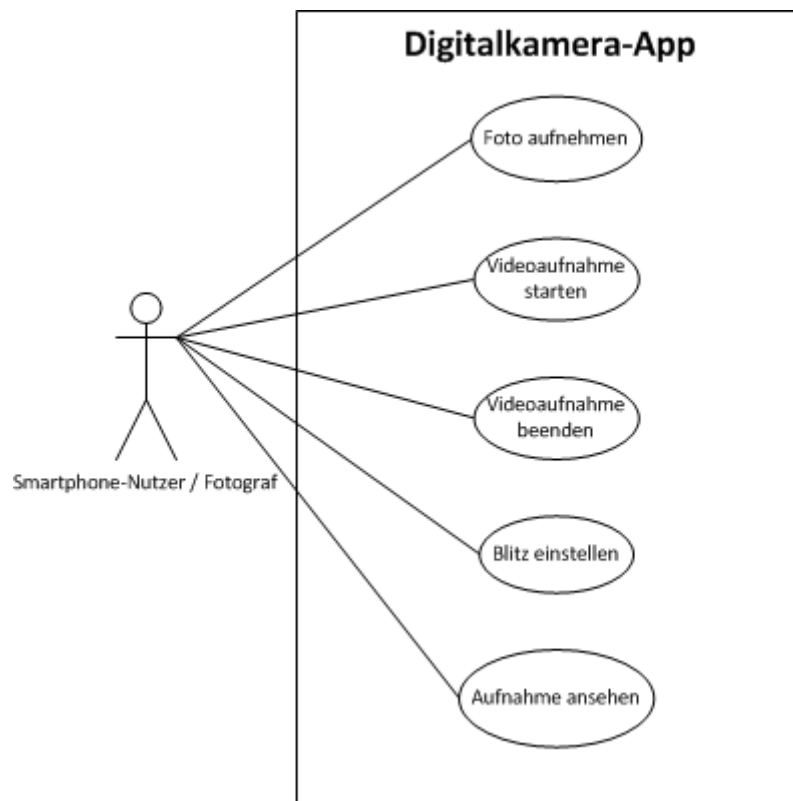 Digitalkamera-App
Foto aufnehmen
Videoaufnahme
starten
Videoaufnahme
beenden
Smartphone-Nutzer / Fotograf
Blitz einstellen
Aufnahme ansehen